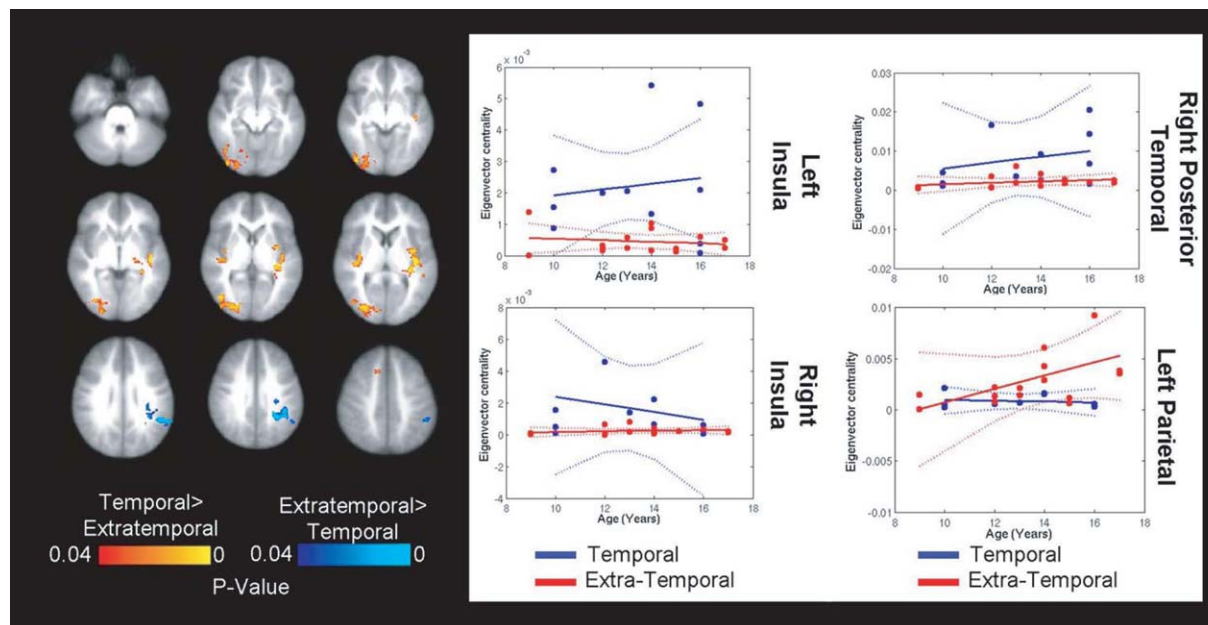 Temporal>
Extratemporal
0.04
0
Extratemporal>
Temporal
0.04
0
P-Value
x 10⁻³
6
5
4
3
2
1
0
Eigenvector centrality
8
10
12
14
16
18
Age (Years)
Left
Insula
0.03
0.02
0.01
0
-0.01
-0.02
Eigenvector centrality
8
10
12
14
16
18
Age (Years)
Right Posterior
Temporal
x 10⁻³
8
6
4
2
0
-2
-4
Eigenvector centrality
8
10
12
14
16
18
Age (Years)
Right
Insula
0.01
0.005
0
-0.005
-0.01
Eigenvector centrality
8
10
12
14
16
18
Age (Years)
Left Parietal
Temporal
Extra-Temporal
Temporal
Extra-Temporal